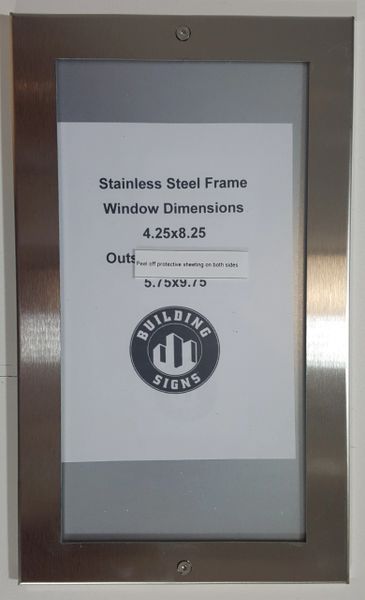 Stainless Steel Frame
Window Dimensions
4.25x8.25
Outs
Peel off protective sheeting on both sides
5.75x9.75
BUILDING
SIGNS